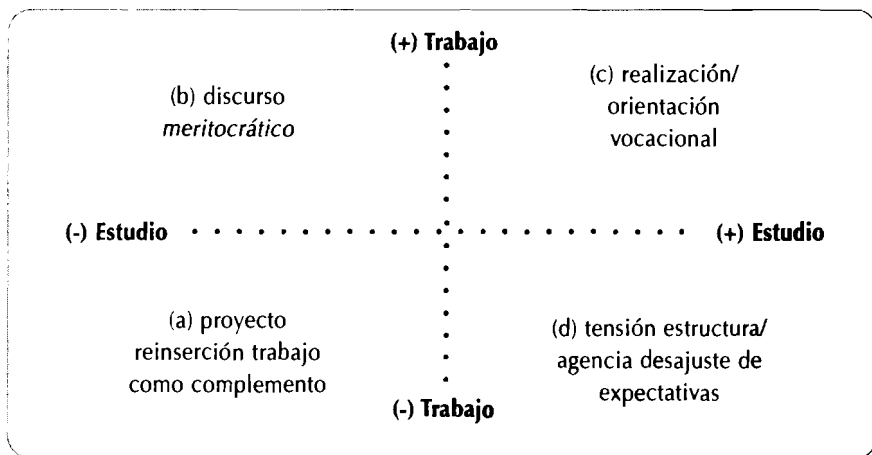 (+) Trabajo
(b) discurso
meritocrático
(c) realización/
orientación
vocacional
(-) Estudio
(+) Estudio
(a) proyecto
reinserción trabajo
como complemento
(d) tensión estructura/
agencia desajuste de
expectativas
(-) Trabajo